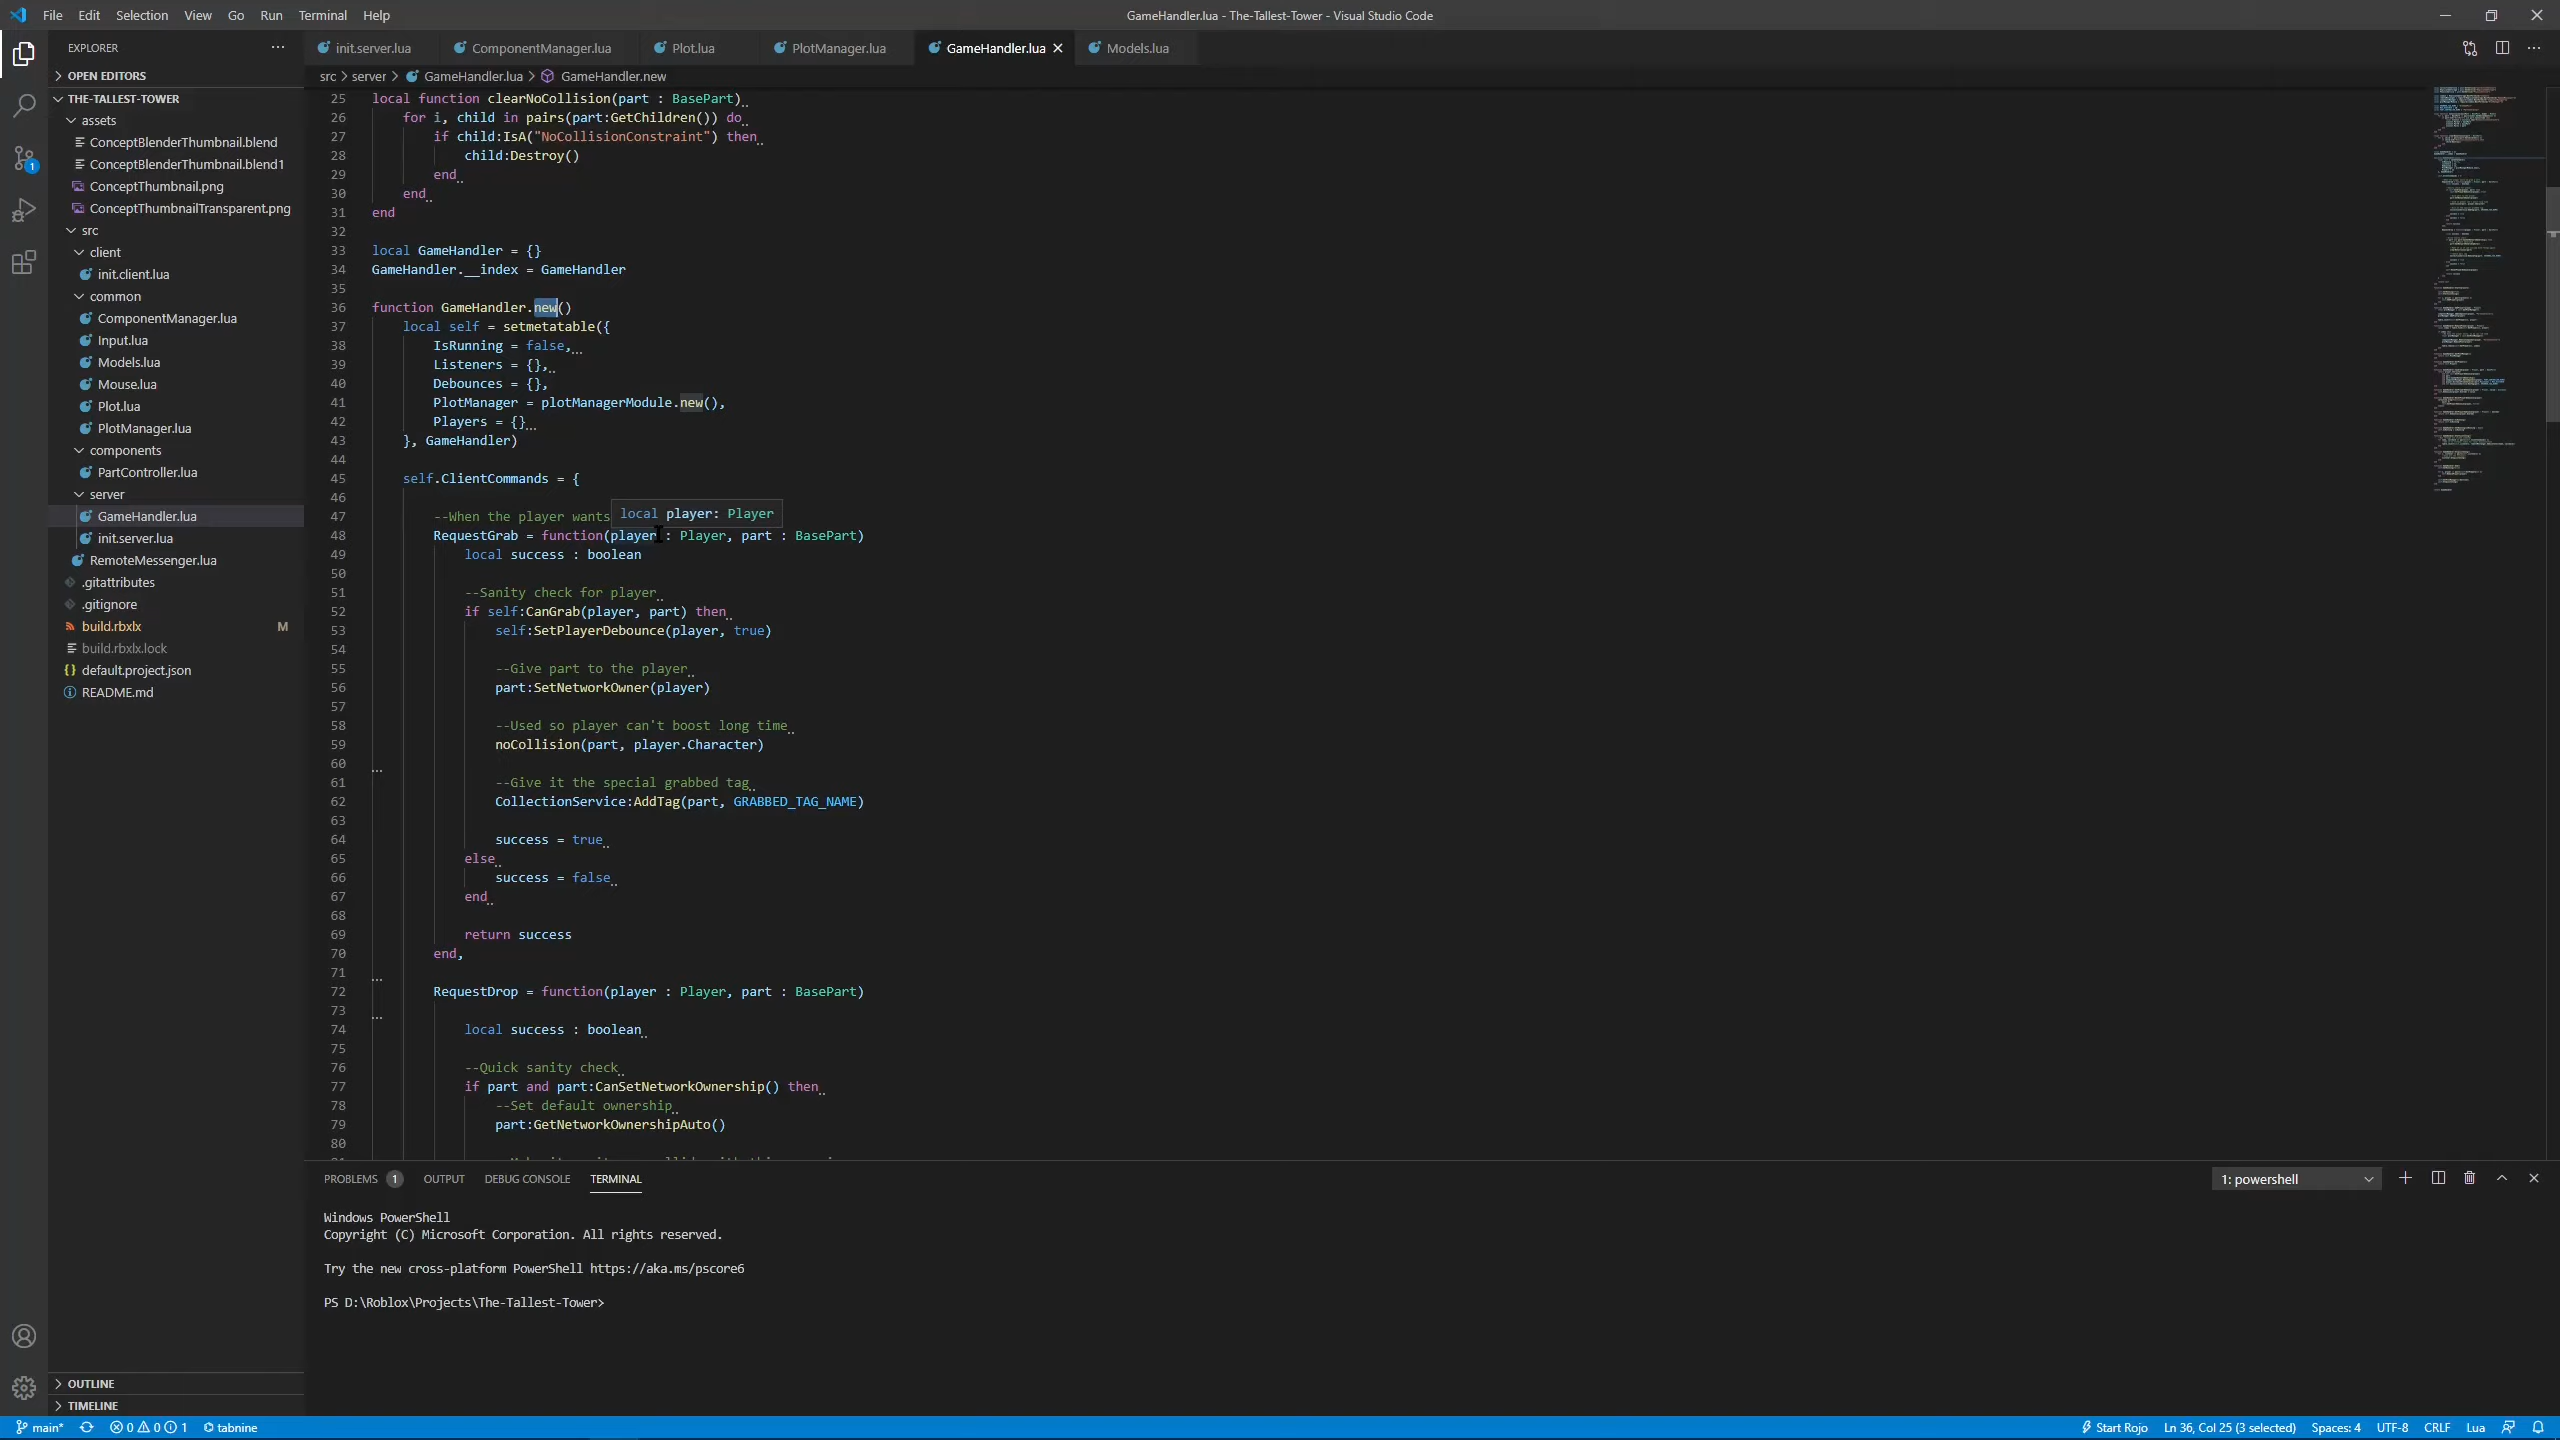 File Edit Selection View Go Run Terminal Help
GameHandler.lua - The-Tallest-Tower - Visual Studio Code
EXPLORER
init.server.lua ComponentManager.lua Plot.lua PlotManager.lua GameHandler.lua Models.lua
OPEN EDITORS
THE-TALLEST-TOWER
assets
ConceptBlenderThumbnail.blend
ConceptBlenderThumbnail.blend1
ConceptThumbnail.png
ConceptThumbnailTransparent.png
src
client
init.client.lua
common
ComponentManager.lua
Input.lua
Models.lua
Mouse.lua
Plot.lua
PlotManager.lua
components
PartController.lua
server
GameHandler.lua
init.server.lua
RemoteMessenger.lua
.gitattributes
.gitignore
build.rbxlx M
build.rbxlx.lock
default.project.json
README.md
OUTLINE
TIMELINE
src > server > GameHandler.lua > GameHandler.new
25 local function clearNoCollision(part : BasePart)
26 for i, child in pairs(part:GetChildren()) do
27 if child:IsA("NoCollisionConstraint") then
28 child:Destroy()
29 end
30 end
31 end
32
33 local GameHandler = {}
34 GameHandler.__index = GameHandler
35
36 function GameHandler.new()
37 local self = setmetatable({
38 IsRunning = false,
39 Listeners = {},
40 Debounces = {},
41 PlotManager = plotManagerModule.new(),
42 Players = {}
43 }, GameHandler)
44
45 self.ClientCommands = {
46
47 --When the player wants
local player: Player
48 RequestGrab = function(player : Player, part : BasePart)
49 local success : boolean
50
51 --Sanity check for player
52 if self:CanGrab(player, part) then
53 self:SetPlayerDebounce(player, true)
54
55 --Give part to the player
56 part:SetNetworkOwner(player)
57
58 --Used so player can't boost long time
59 noCollision(part, player.Character)
60
61 --Give it the special grabbed tag
62 CollectionService:AddTag(part, GRABBED_TAG_NAME)
63
64 success = true
65 else
66 success = false
67 end
68
69 return success
70 end,
71
72 RequestDrop = function(player : Player, part : BasePart)
73
74 local success : boolean
75
76 --Quick sanity check
77 if part and part:CanSetNetworkOwnership() then
78 --Set default ownership
79 part:GetNetworkOwnershipAuto()
80
PROBLEMS 1 OUTPUT DEBUG CONSOLE TERMINAL
1: powershell
Windows PowerShell
Copyright (C) Microsoft Corporation. All rights reserved.
Try the new cross-platform PowerShell https://aka.ms/pscore6
PS D:\Roblox\Projects\The-Tallest-Tower>
main* 0 0 1 tabnine
Start Rojo Ln 36, Col 25 (3 selected) Spaces: 4 UTF-8 CRLF Lua